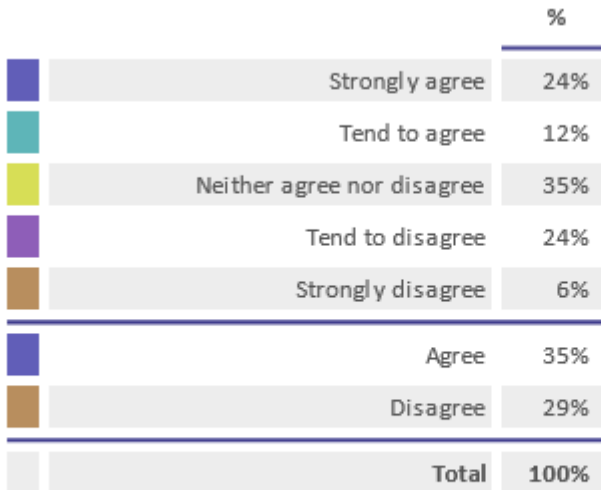 %
Strongly agree 24%
Tend to agree 12%
Neither agree nor disagree 35%
Tend to disagree 24%
Strongly disagree 6%
Agree 35%
Disagree 29%
Total 100%